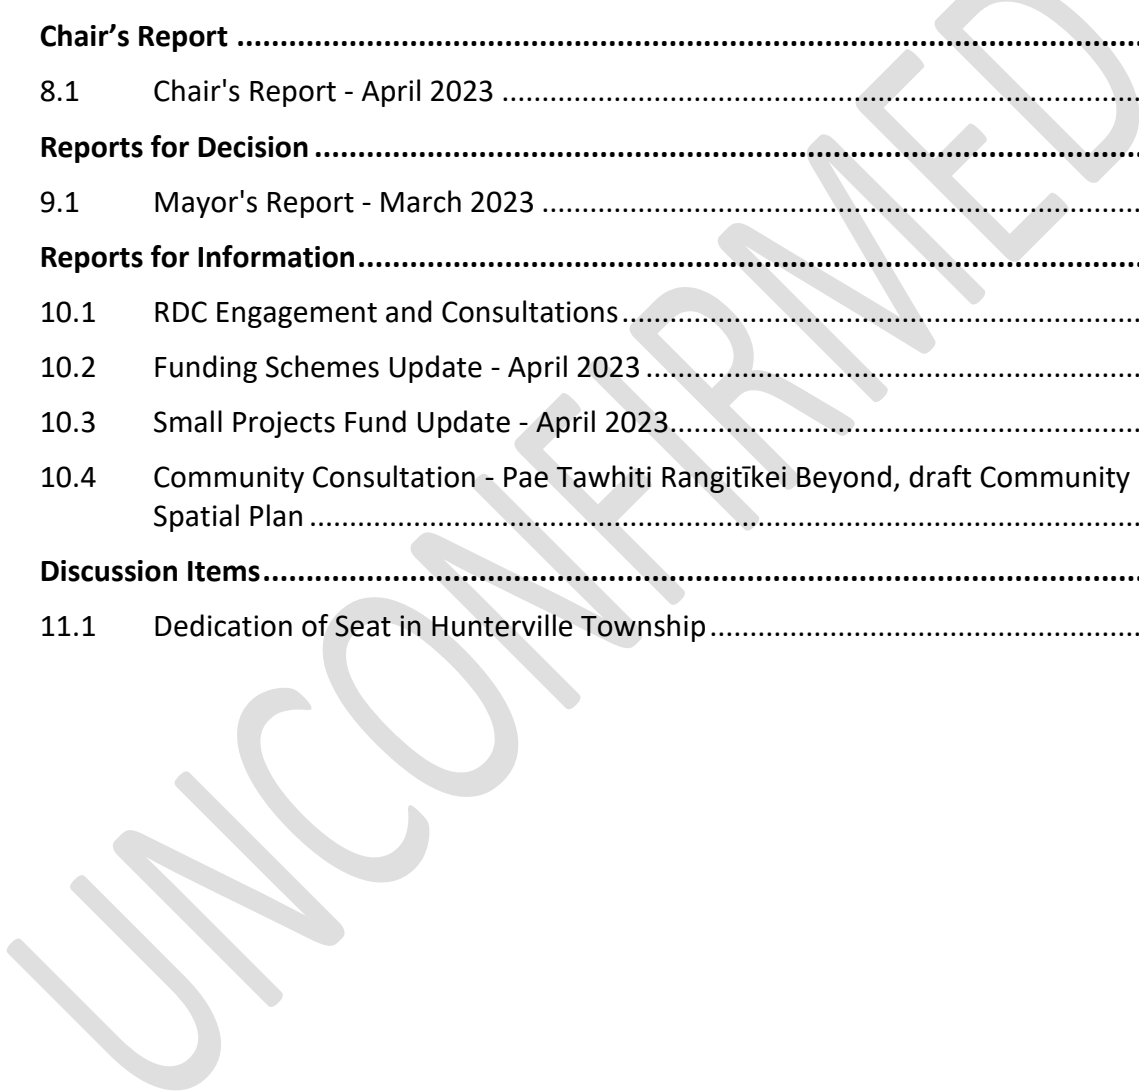 Chair’s Report ....................................................................................................
8.1 Chair's Report - April 2023 ....................................................................................................
Reports for Decision ....................................................................................................
9.1 Mayor's Report - March 2023 ....................................................................................................
Reports for Information ....................................................................................................
10.1 RDC Engagement and Consultations ....................................................................................................
10.2 Funding Schemes Update - April 2023 ....................................................................................................
10.3 Small Projects Fund Update - April 2023 ....................................................................................................
10.4 Community Consultation - Pae Tawhiti Rangitīkei Beyond, draft Community
Spatial Plan ....................................................................................................
Discussion Items ....................................................................................................
11.1 Dedication of Seat in Hunterville Township ....................................................................................................
UNCONFIRMED